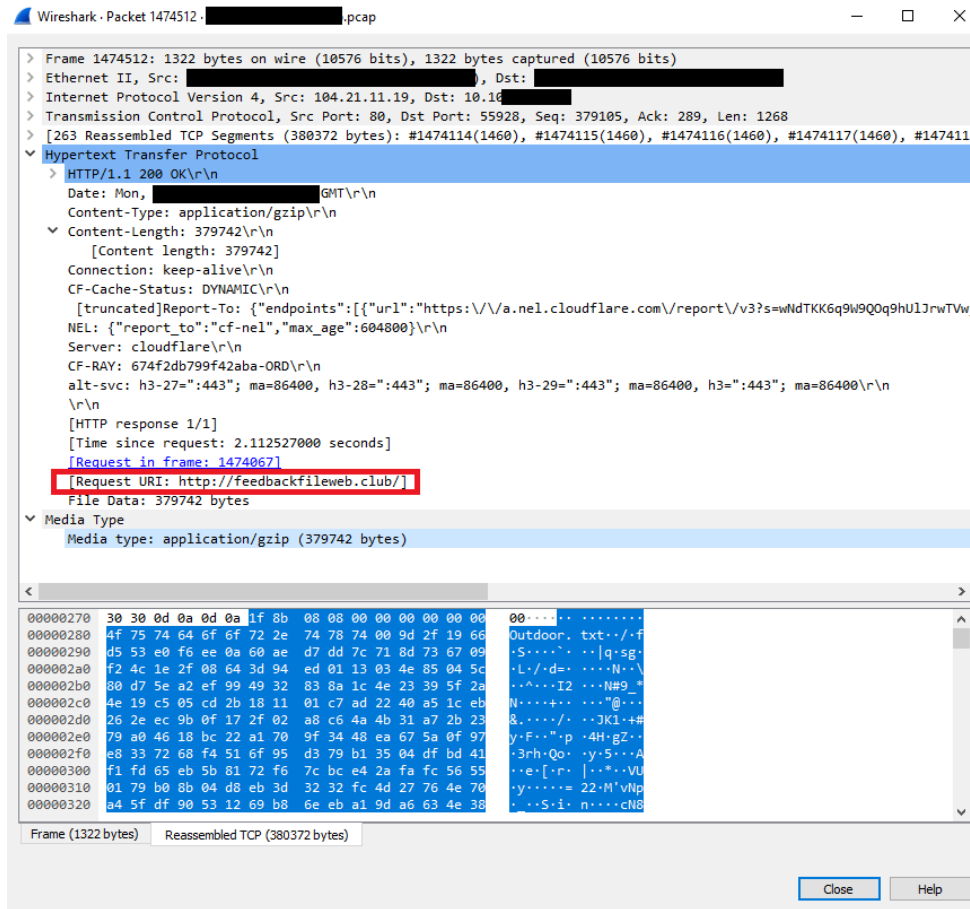 Wireshark · Packet 1474512 · .pcap
Frame 1474512: 1322 bytes on wire (10576 bits), 1322 bytes captured (10576 bits)
Ethernet II, Src: ), Dst:
Internet Protocol Version 4, Src: 104.21.11.19, Dst: 10.10
Transmission Control Protocol, Src Port: 80, Dst Port: 55928, Seq: 379105, Ack: 289, Len: 1268
[263 Reassembled TCP Segments (380372 bytes): #1474114(1460), #1474115(1460), #1474116(1460), #1474117(1460), #147411
Hypertext Transfer Protocol
HTTP/1.1 200 OK\r\n
Date: Mon, GMT\r\n
Content-Type: application/gzip\r\n
Content-Length: 379742\r\n
[Content length: 379742]
Connection: keep-alive\r\n
CF-Cache-Status: DYNAMIC\r\n
[truncated]Report-To: {"endpoints":[{"url":"https:\/\/a.nel.cloudflare.com\/report\/v3?s=wNdTKK6q9W9QOq9hUlJrwTVw
NEL: {"report_to":"cf-nel","max_age":604800}\r\n
Server: cloudflare\r\n
CF-RAY: 674f2db799f42aba-ORD\r\n
alt-svc: h3-27=":443"; ma=86400, h3-28=":443"; ma=86400, h3-29=":443"; ma=86400, h3=":443"; ma=86400\r\n
\r\n
[HTTP response 1/1]
[Time since request: 2.112527000 seconds]
[Request in frame: 1474067]
[Request URI: http://feedbackfileweb.club/]
File Data: 379742 bytes
Media Type
Media type: application/gzip (379742 bytes)
00000270 30 30 0d 0a 0d 0a 1f 8b 08 08 00 00 00 00 00 00 00···· ·· ········
00000280 4f 75 74 64 6f 6f 72 2e 74 78 74 00 9d 2f 19 66 Outdoor. txt··/·f
00000290 d5 53 e0 f6 ee 0a 60 ae d7 dd 7c 71 8d 73 67 09 ·S····`· ··|q·sg·
000002a0 f2 4c 1e 2f 08 64 3d 94 ed 01 13 03 4e 85 04 5c ·L·/·d=· ····N··\
000002b0 80 d7 5e a2 ef 99 49 32 83 8a 1c 4e 23 39 5f 2a ··^···I2 ···N#9_*
000002c0 4e 19 c5 05 cd 2b 18 11 01 c7 ad 22 40 a5 1c eb N····+·· ···"@···
000002d0 26 2e ec 9b 0f 17 2f 02 a8 c6 4a 4b 31 a7 2b 23 &.····/· ··JK1·+#
000002e0 79 a0 46 18 bc 22 a1 70 9f 34 48 ea 67 5a 0f 97 y·F··"·p ·4H·gZ··
000002f0 e8 33 72 68 f4 51 6f 95 d3 79 b1 35 04 df bd 41 ·3rh·Qo· ·y·5···A
00000300 f1 fd 65 eb 5b 81 72 f6 7c bc e4 2a fa fc 56 55 ··e·[·r· |··*··VU
00000310 01 79 b0 8b 04 d8 eb 3d 32 32 fc 4d 27 76 4e 70 ·y·····= 22·M'vNp
00000320 a4 5f df 90 53 12 69 b8 6e eb a1 9d a6 63 4e 38 ·_··S·i· n····cN8
Frame (1322 bytes) Reassembled TCP (380372 bytes)
Close Help